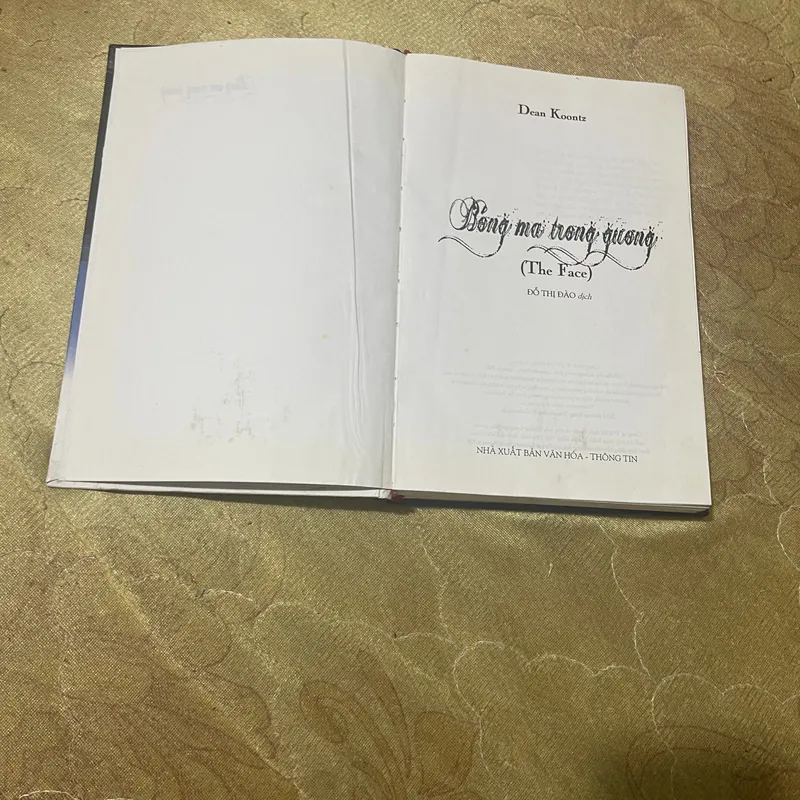 Dean Koontz
Bóng ma trong gương
(The Face)
ĐỖ THỊ ĐÀO dịch
NHÀ XUẤT BẢN VĂN HÓA - THÔNG TIN